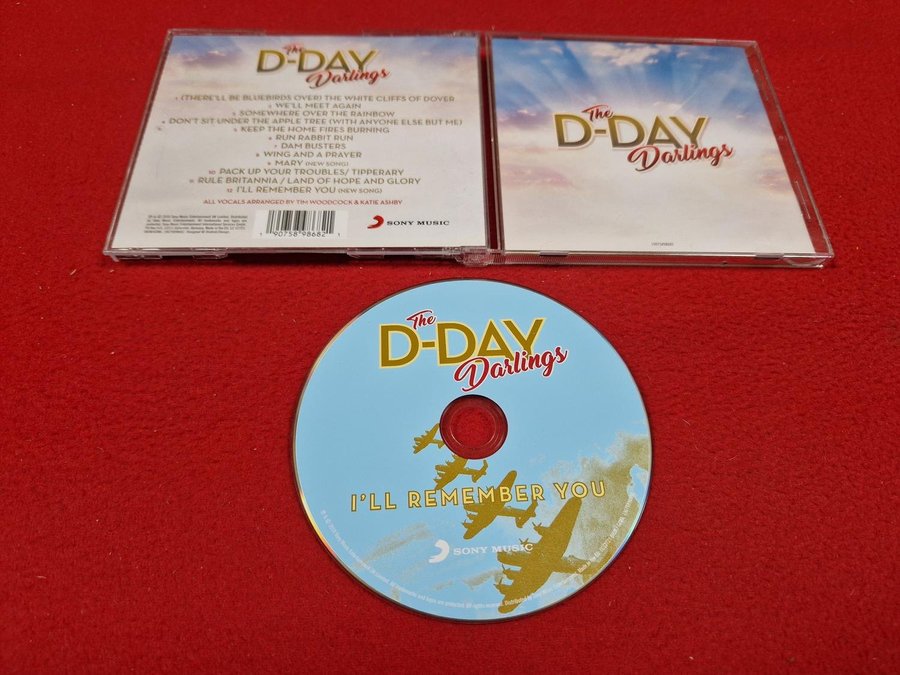 The
D-DAY
Darlings
1 (THERE'LL BE BLUEBIRDS OVER) THE WHITE CLIFFS OF DOVER
2 WE'LL MEET AGAIN
3 SOMEWHERE OVER THE RAINBOW
4 DON'T SIT UNDER THE APPLE TREE (WITH ANYONE ELSE BUT ME)
5 KEEP THE HOME FIRES BURNING
6 RUN RABBIT RUN
7 DAM BUSTERS
8 WING AND A PRAYER
9 MARY (NEW SONG)
10 PACK UP YOUR TROUBLES/ TIPPERARY
11 RULE BRITANNIA / LAND OF HOPE AND GLORY
12 I'LL REMEMBER YOU (NEW SONG)
ALL VOCALS ARRANGED BY TIM WOODCOCK & KATIE ASHBY
1 90758 98682 1
SONY MUSIC
The
D-DAY
Darlings
The
D-DAY
Darlings
I'LL REMEMBER YOU
SONY MUSIC